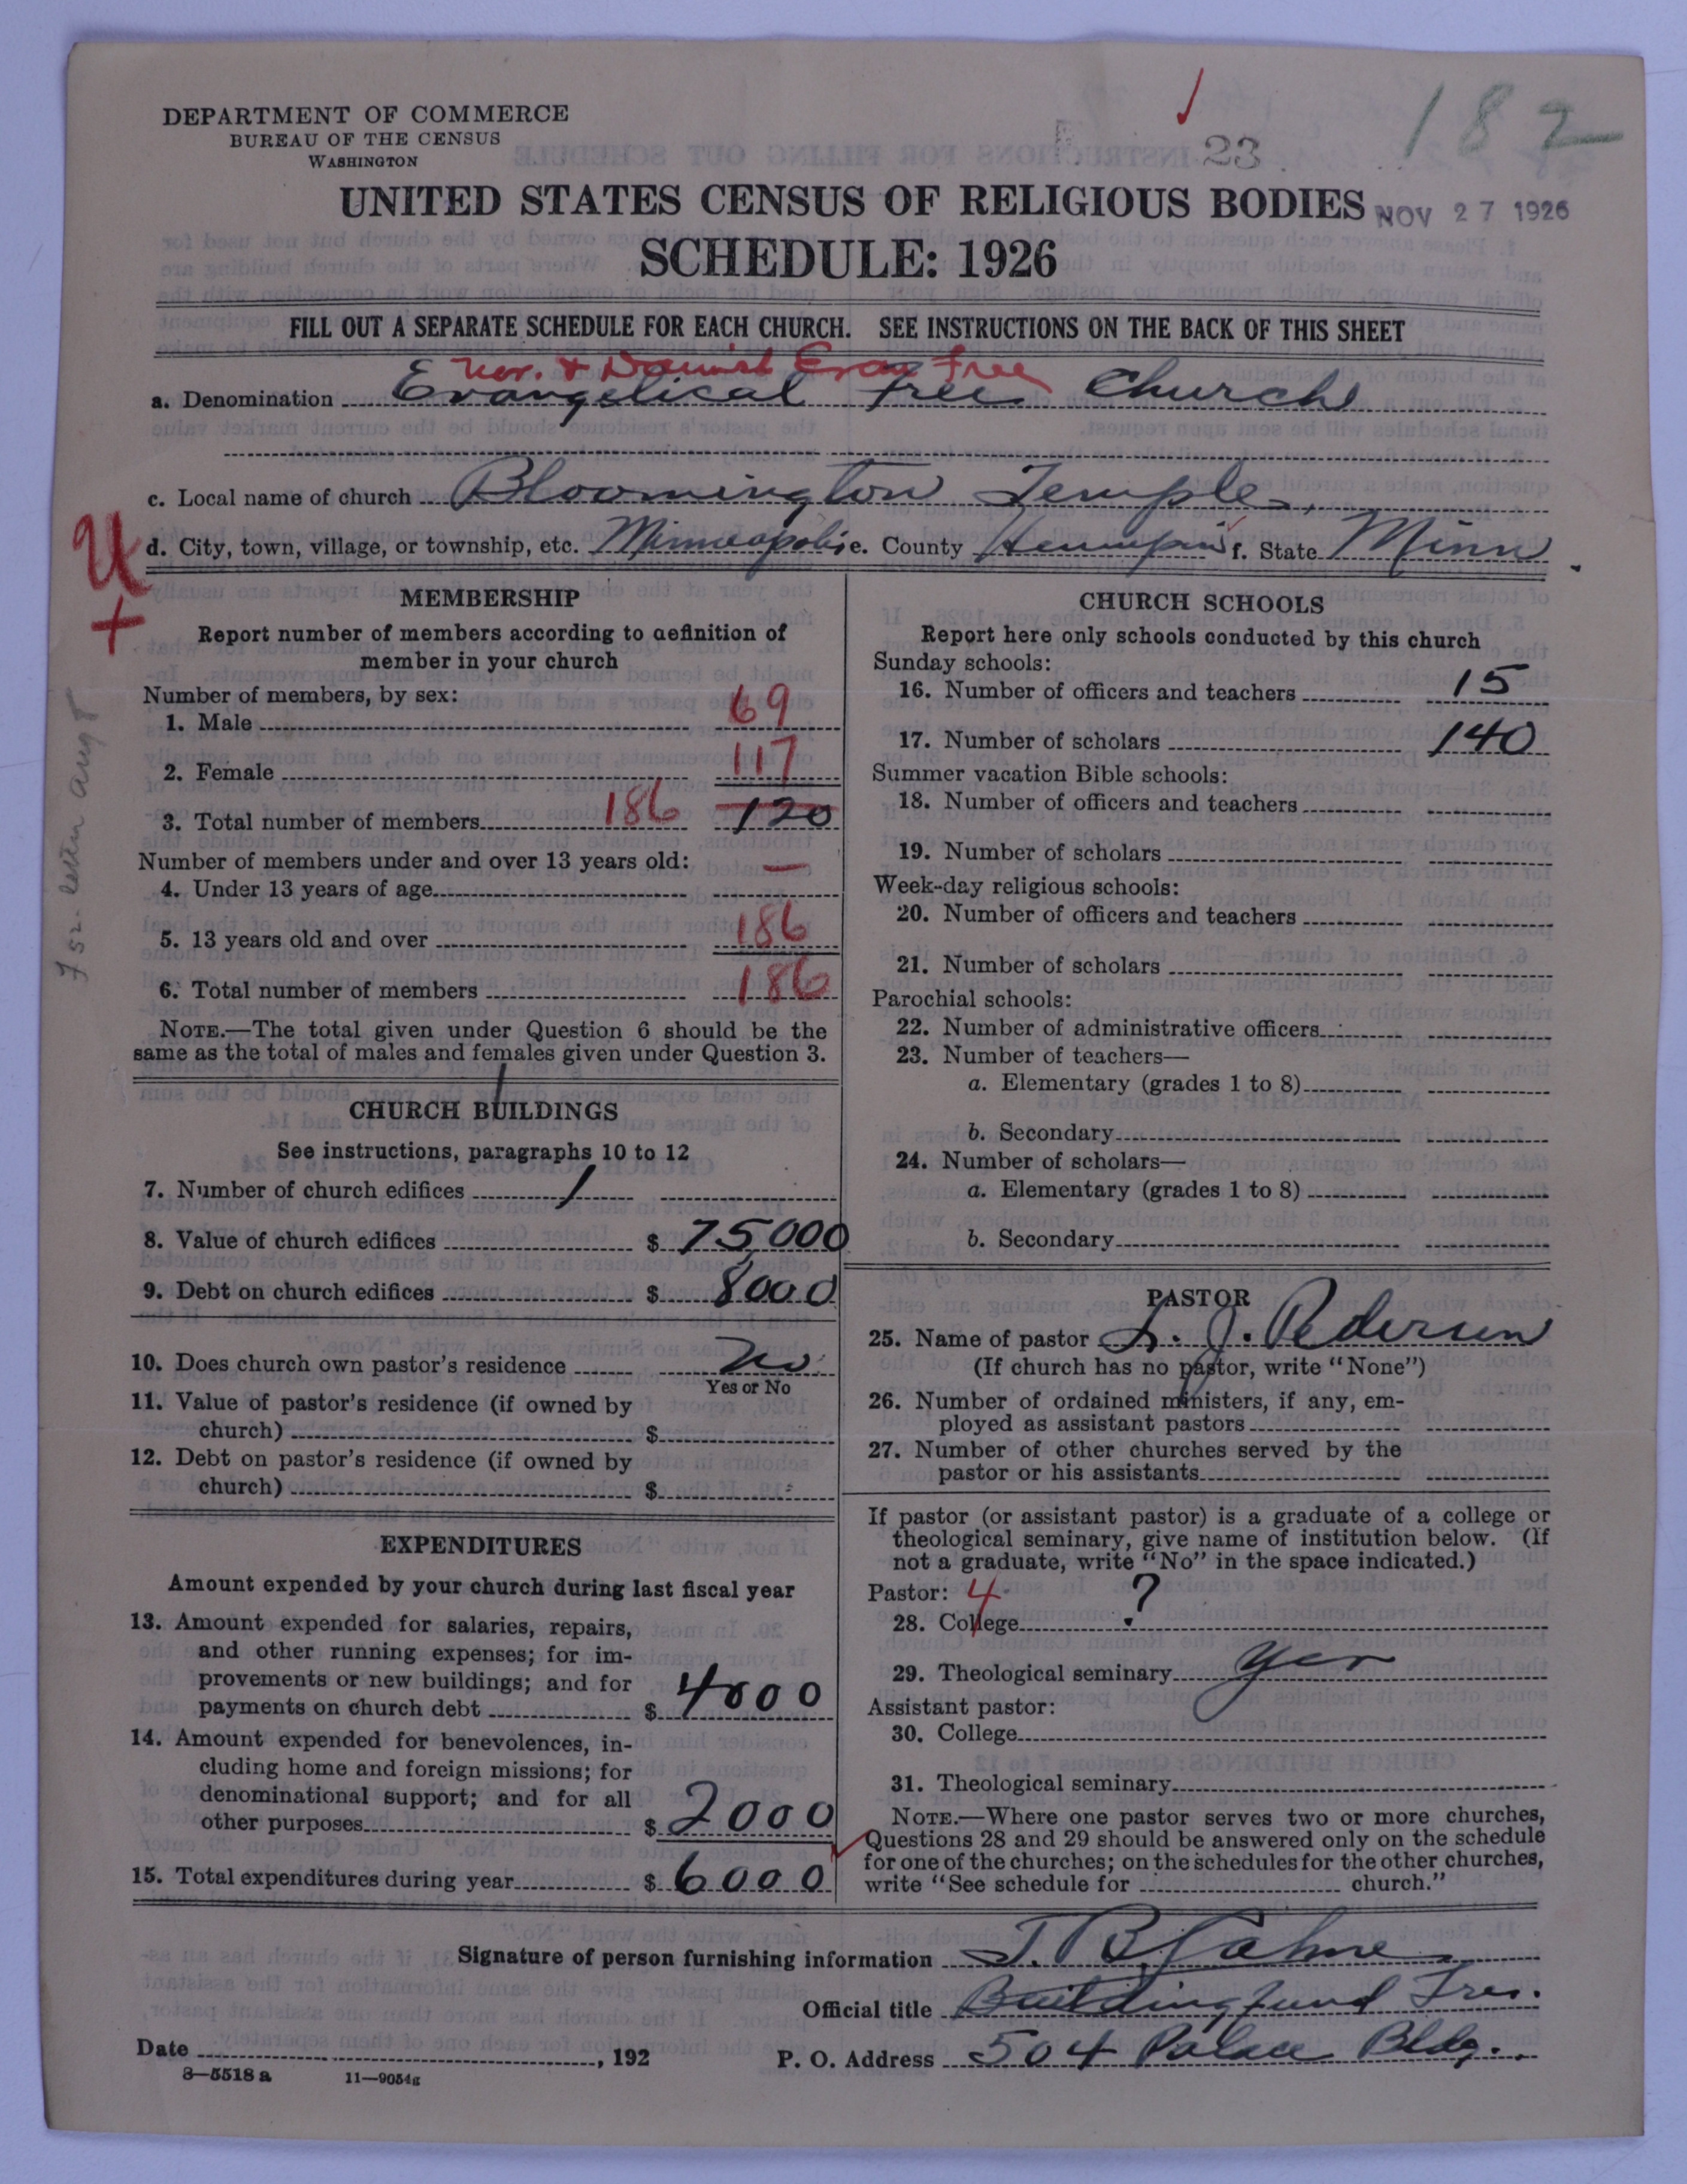 DEPARTMENT OF COMMERCE
BUREAU OF THE CENSUS
WASHINGTON
23
182
UNITED STATES CENSUS OF RELIGIOUS BODIES
NOV 27 1926
SCHEDULE: 1926
FILL OUT A SEPARATE SCHEDULE FOR EACH CHURCH. SEE INSTRUCTIONS ON THE BACK OF THIS SHEET
Nor. & Danish Evan Free
a. Denomination Evangelical Free Church
c. Local name of church Bloomington Temple
d. City, town, village, or township, etc. Minneapolis e. County Hennepin f. State Minn.
U
+
MEMBERSHIP
Report number of members according to definition of
member in your church
Number of members, by sex:
1. Male 69
2. Female 117
3. Total number of members 186 120
Number of members under and over 13 years old:
4. Under 13 years of age —
5. 13 years old and over 186
6. Total number of members 186
NOTE.—The total given under Question 6 should be the
same as the total of males and females given under Question 3.
CHURCH BUILDINGS
See instructions, paragraphs 10 to 12
7. Number of church edifices 1
8. Value of church edifices $ 75,000
9. Debt on church edifices $ 8000
10. Does church own pastor's residence No
Yes or No
11. Value of pastor's residence (if owned by
church) $
12. Debt on pastor's residence (if owned by
church) $
EXPENDITURES
Amount expended by your church during last fiscal year
13. Amount expended for salaries, repairs,
and other running expenses; for im-
provements or new buildings; and for
payments on church debt $ 4000
14. Amount expended for benevolences, in-
cluding home and foreign missions; for
denominational support; and for all
other purposes $ 2000
15. Total expenditures during year $ 6000
CHURCH SCHOOLS
Report here only schools conducted by this church
Sunday schools:
16. Number of officers and teachers 15
17. Number of scholars 140
Summer vacation Bible schools:
18. Number of officers and teachers
19. Number of scholars
Week-day religious schools:
20. Number of officers and teachers
21. Number of scholars
Parochial schools:
22. Number of administrative officers
23. Number of teachers—
a. Elementary (grades 1 to 8)
b. Secondary
24. Number of scholars—
a. Elementary (grades 1 to 8)
b. Secondary
PASTOR
25. Name of pastor L. J. Pedersen
(If church has no pastor, write "None")
26. Number of ordained ministers, if any, em-
ployed as assistant pastors
27. Number of other churches served by the
pastor or his assistants
If pastor (or assistant pastor) is a graduate of a college or
theological seminary, give name of institution below. (If
not a graduate, write "No" in the space indicated.)
Pastor: 4
28. College ?
29. Theological seminary Yes
Assistant pastor:
30. College
31. Theological seminary
NOTE.—Where one pastor serves two or more churches,
Questions 28 and 29 should be answered only on the schedule
for one of the churches; on the schedules for the other churches,
write "See schedule for church."
Signature of person furnishing information
Official title Building Fund Tres.
Date , 192
P. O. Address 504 Palace Bldg.
8—5518 a 11—9054g